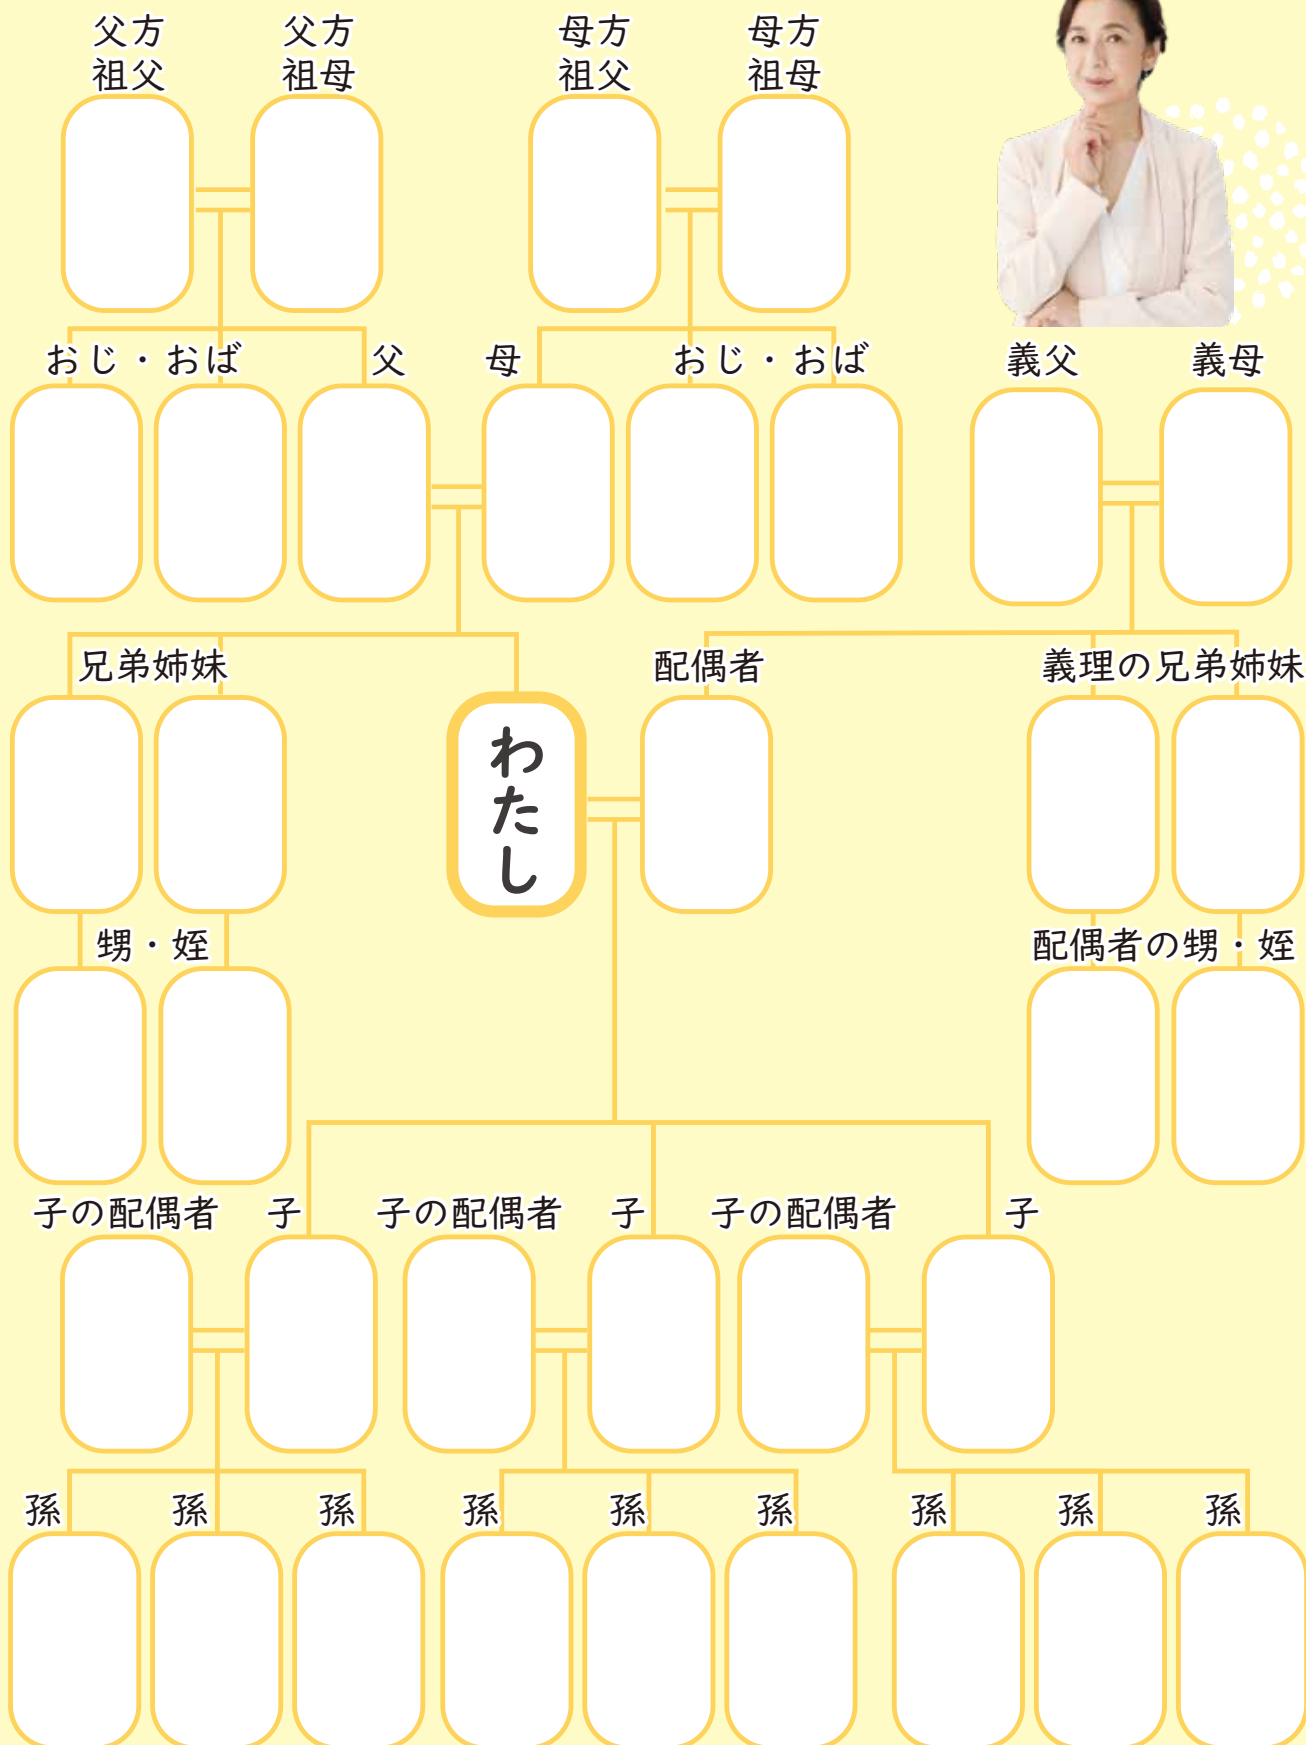 父方
祖父
父方
祖母
母方
祖父
母方
祖母
おじ・おば
父
母
おじ・おば
義父
義母
兄弟姉妹
配偶者
義理の兄弟姉妹
わたし
甥・姪
配偶者の甥・姪
子の配偶者
子
子の配偶者
子
子の配偶者
子
孫
孫
孫
孫
孫
孫
孫
孫
孫